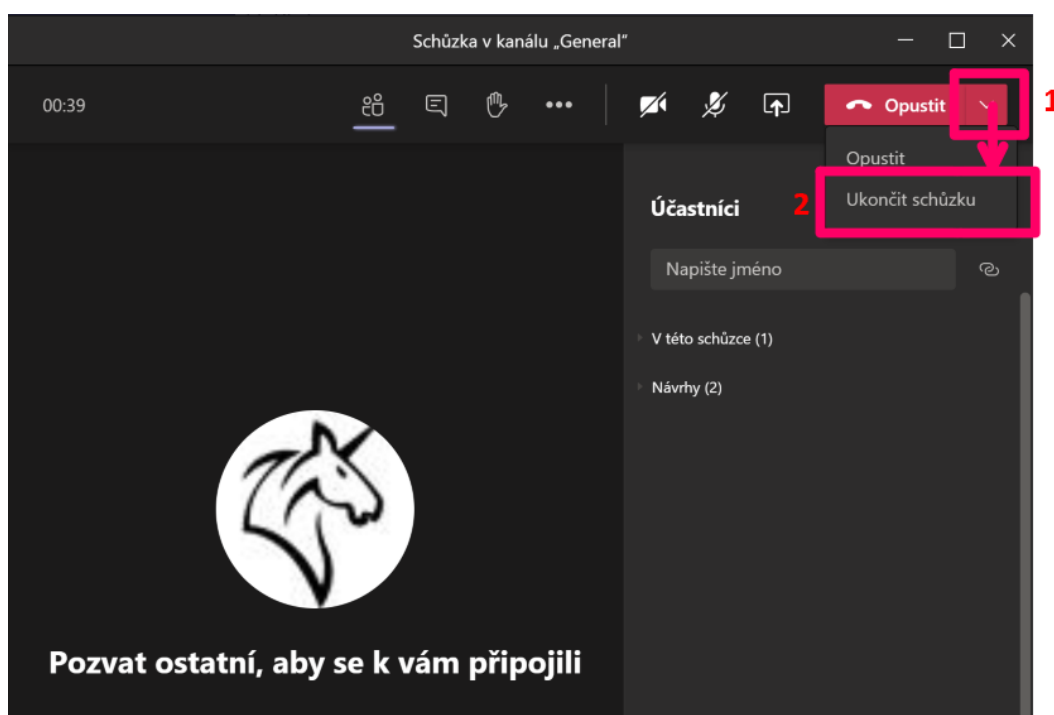 Schůzka v kanálu „General“
00:39
Opustit
1
Opustit
2
Ukončit schůzku
Účastníci
Napište jméno
V této schůzce (1)
Návrhy (2)
Pozvat ostatní, aby se k vám připojili